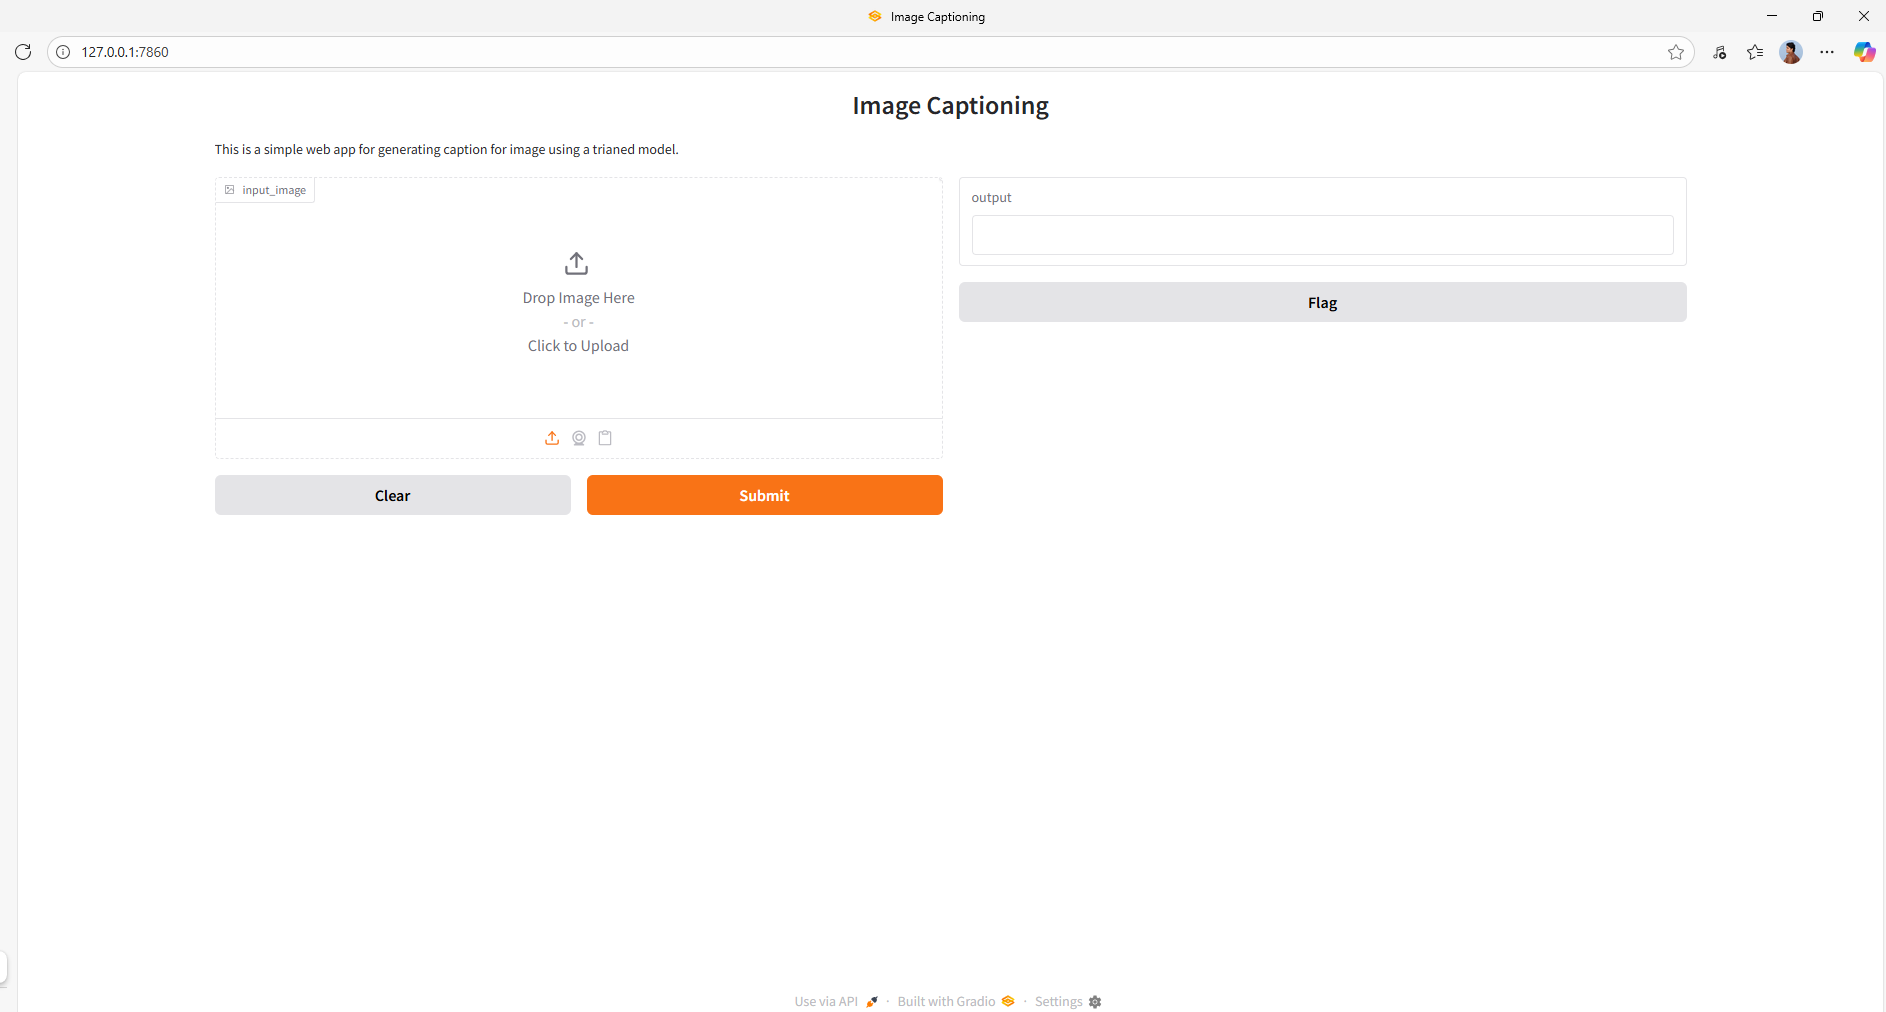 Image Captioning
127.0.0.1:7860
Image Captioning
This is a simple web app for generating caption for image using a trianed model.
input_image
Drop Image Here
- or -
Click to Upload
Clear
Submit
output
Flag
Use via API · Built with Gradio · Settings